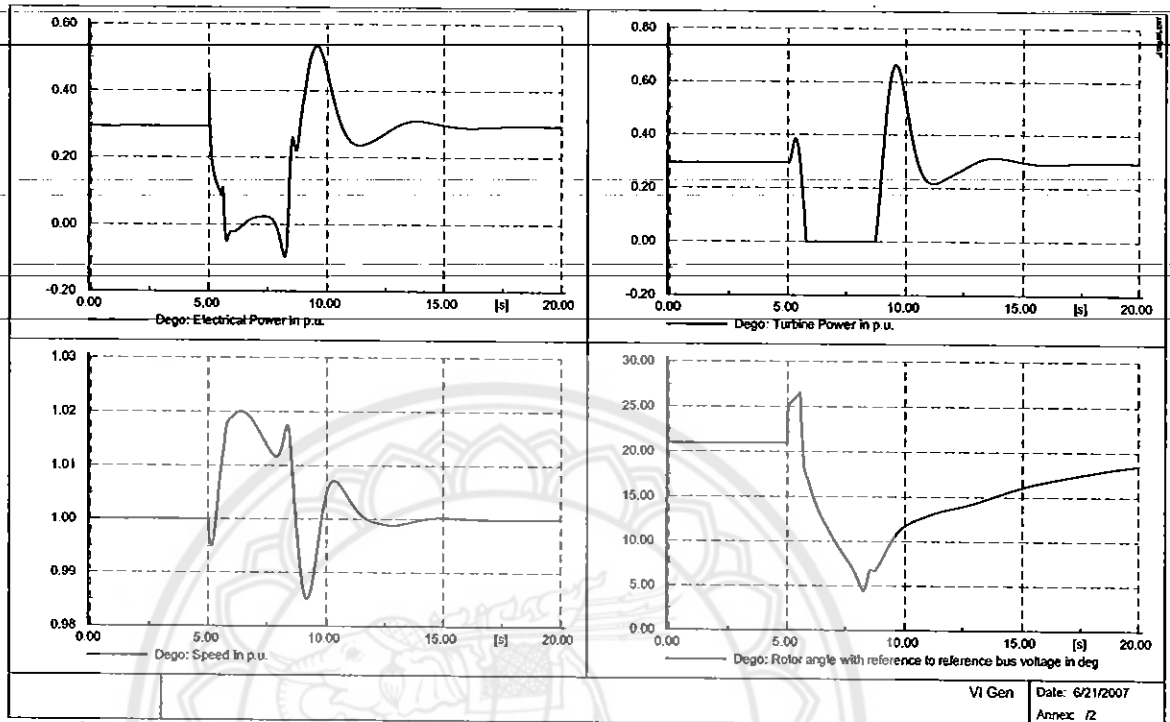 0.60
0.40
0.20
0.00
-0.20
0.00 5.00 10.00 15.00 [s] 20.00
Dego: Electrical Power in p.u.
0.80
0.60
0.40
0.20
0.00
-0.20
0.00 5.00 10.00 15.00 [s] 20.00
Dego: Turbine Power in p.u.
1.03
1.02
1.01
1.00
0.99
0.98
0.00 5.00 10.00 15.00 [s] 20.00
Dego: Speed in p.u.
30.00
25.00
20.00
15.00
10.00
5.00
0.00
0.00 5.00 10.00 15.00 [s] 20.00
Dego: Rotor angle with reference to reference bus voltage in deg
VI Gen
Date: 6/21/2007
Annex: /2